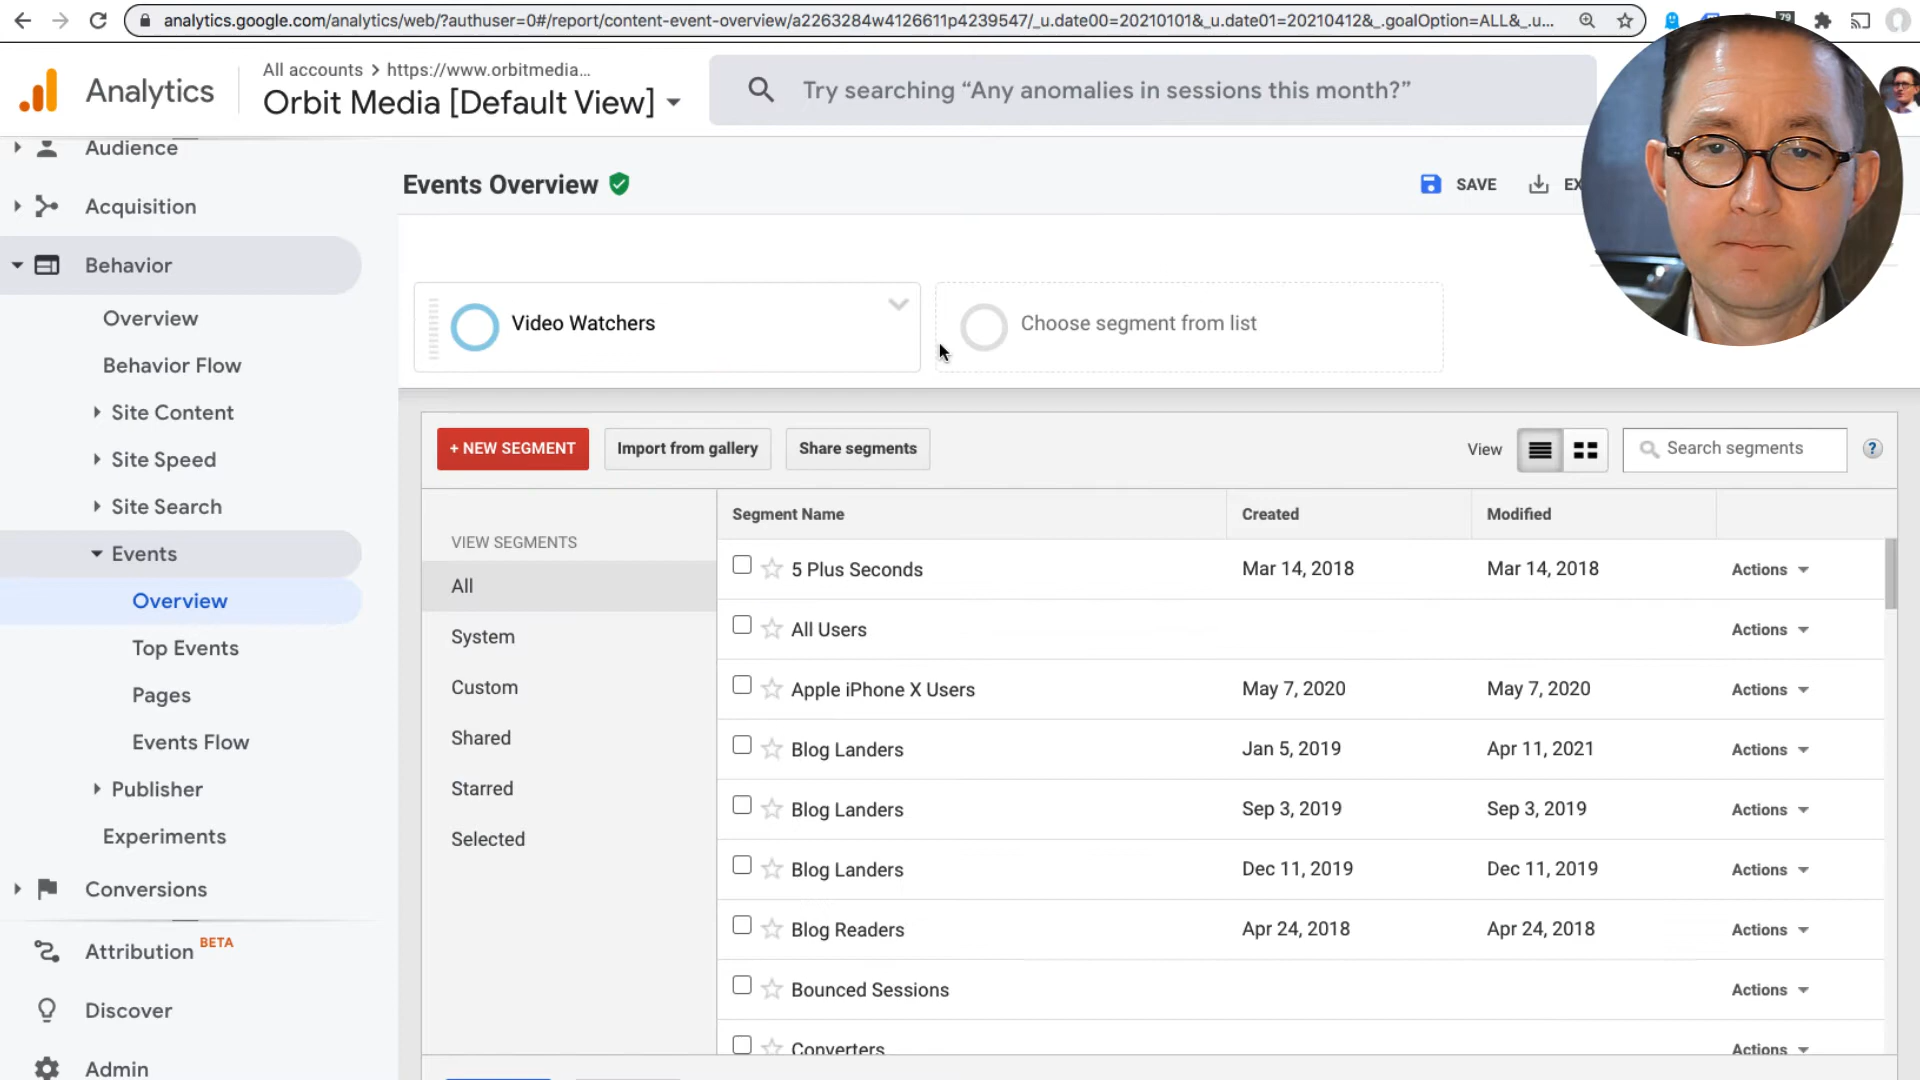 analytics.google.com/analytics/web/?authuser=0#/report/content-event-overview/a2263284w4126611p4239547/_u.date00=20210101&_u.date01=20210412&_.goalOption=ALL&_.u...
79
Analytics
All accounts > https://www.orbitmedia...
Orbit Media [Default View]
Try searching “Any anomalies in sessions this month?”
Audience
Acquisition
Behavior
Overview
Behavior Flow
Site Content
Site Speed
Site Search
Events
Overview
Top Events
Pages
Events Flow
Publisher
Experiments
Conversions
Attribution BETA
Discover
Admin
Events Overview
SAVE
EX
Video Watchers
Choose segment from list
+ NEW SEGMENT
Import from gallery
Share segments
View
Search segments
?
VIEW SEGMENTS
All
System
Custom
Shared
Starred
Selected
Segment Name Created Modified
5 Plus Seconds Mar 14, 2018 Mar 14, 2018 Actions
All Users Actions
Apple iPhone X Users May 7, 2020 May 7, 2020 Actions
Blog Landers Jan 5, 2019 Apr 11, 2021 Actions
Blog Landers Sep 3, 2019 Sep 3, 2019 Actions
Blog Landers Dec 11, 2019 Dec 11, 2019 Actions
Blog Readers Apr 24, 2018 Apr 24, 2018 Actions
Bounced Sessions Actions
Converters Actions